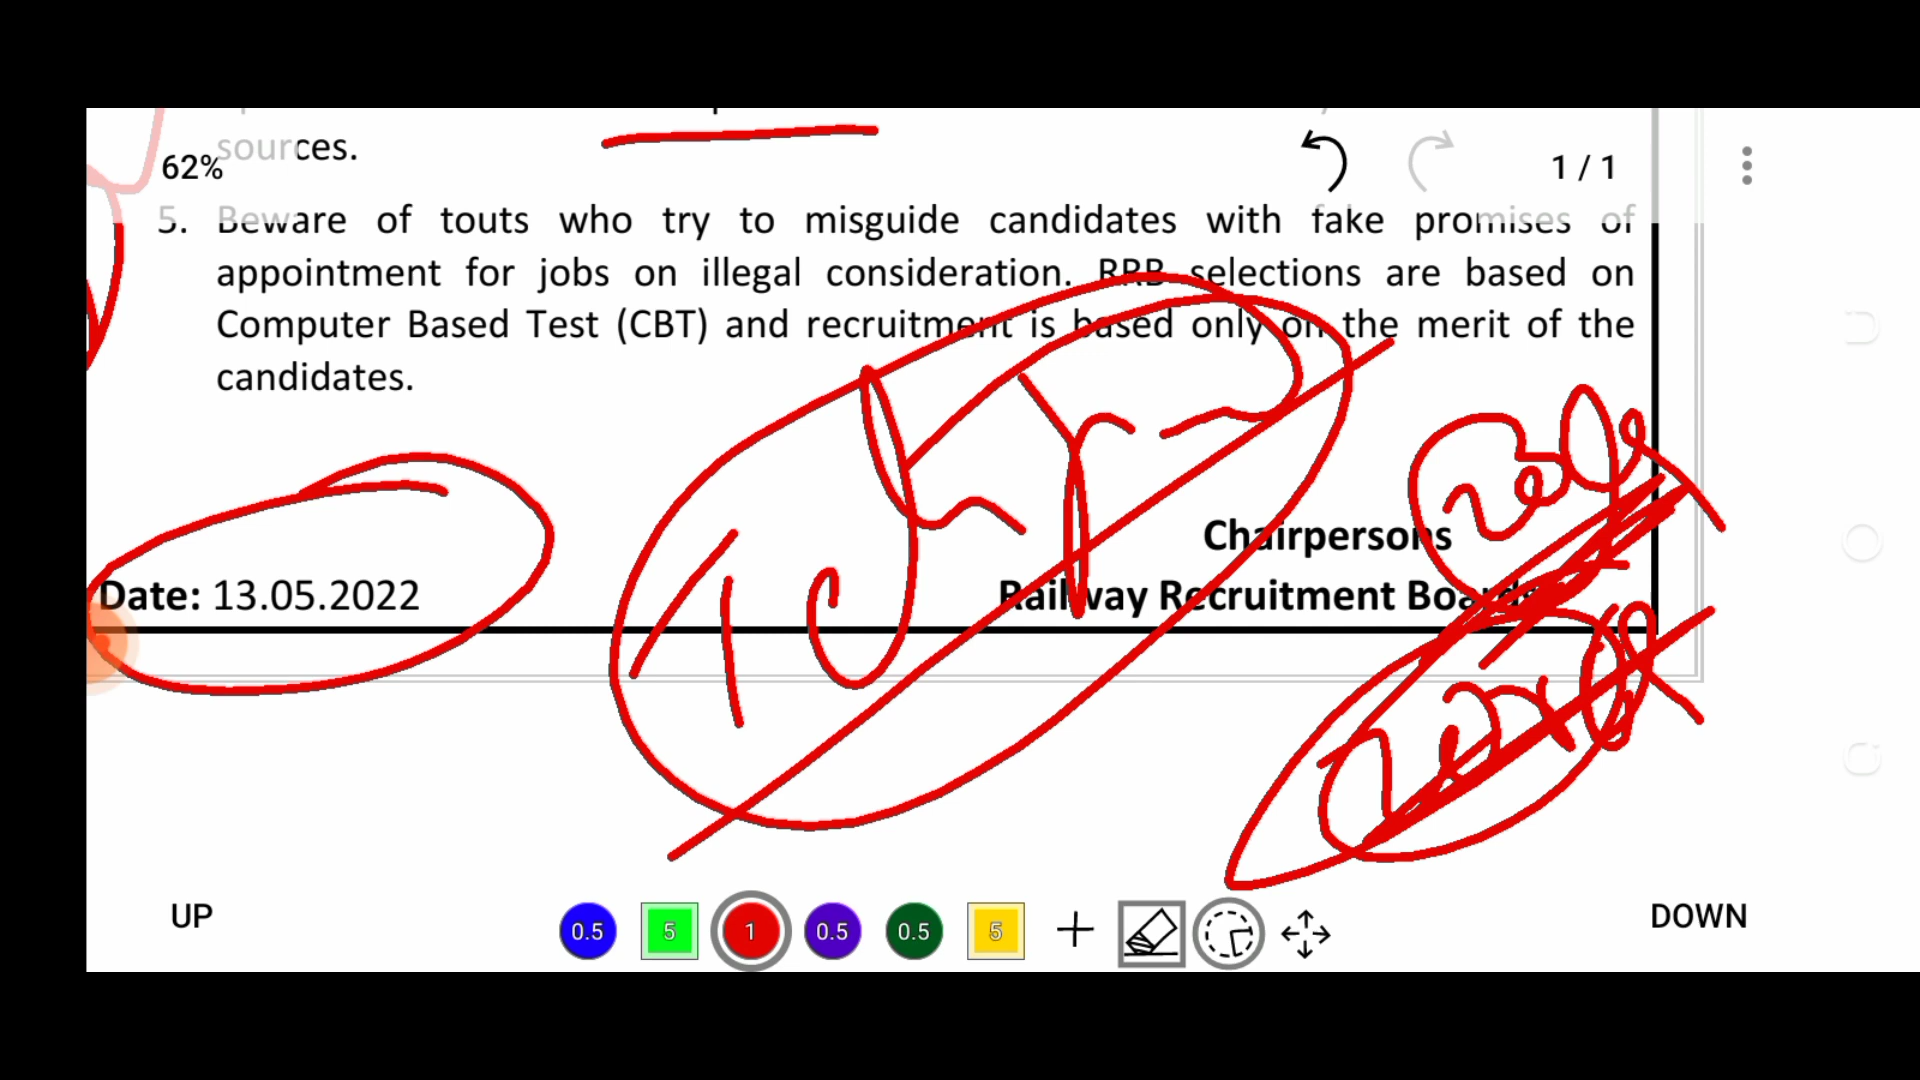 sources.
62%
1 / 1
5. Beware of touts who try to misguide candidates with fake promises of
appointment for jobs on illegal consideration. RRB selections are based on
Computer Based Test (CBT) and recruitment is based only on the merit of the
candidates.
Chairpersons
Date: 13.05.2022
Railway Recruitment Boards
UP
0.5 5 1 0.5 0.5 5
DOWN